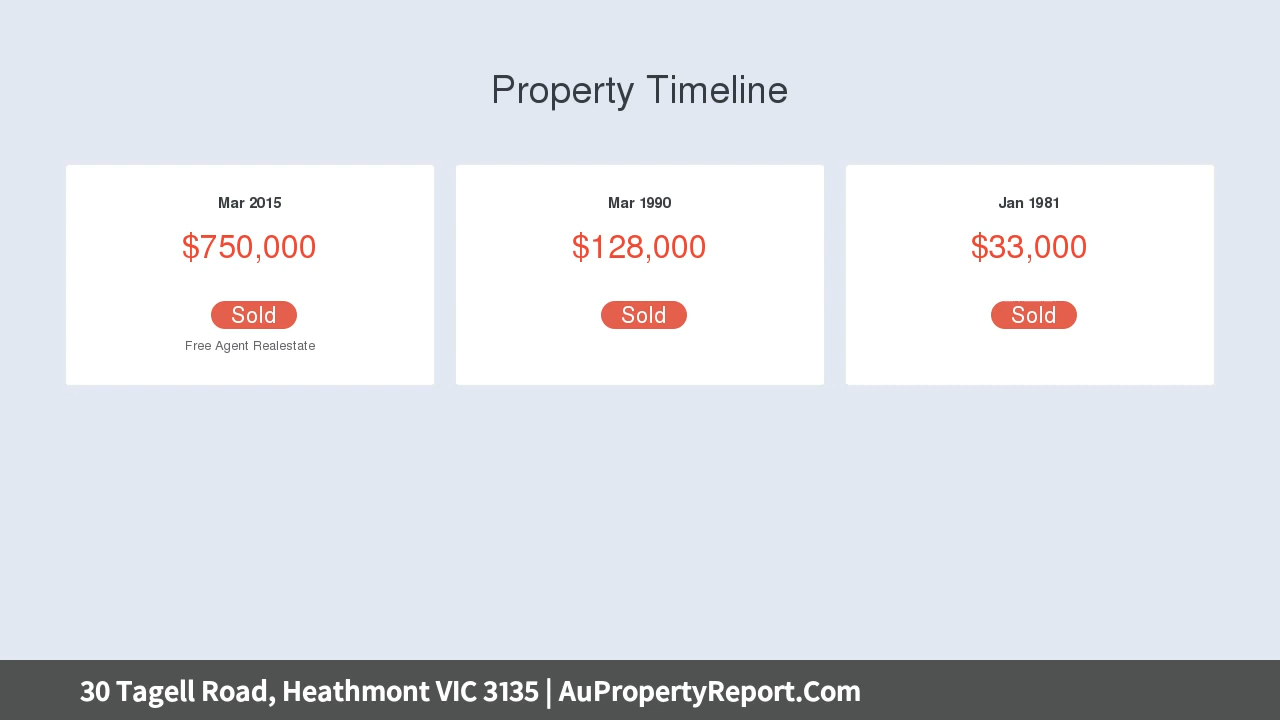 Property Timeline
Mar 2015
$750,000
Sold
Free Agent Realestate
Mar 1990
$128,000
Sold
Jan 1981
$33,000
Sold
30 Tagell Road, Heathmont VIC 3135 | AuPropertyReport.Com